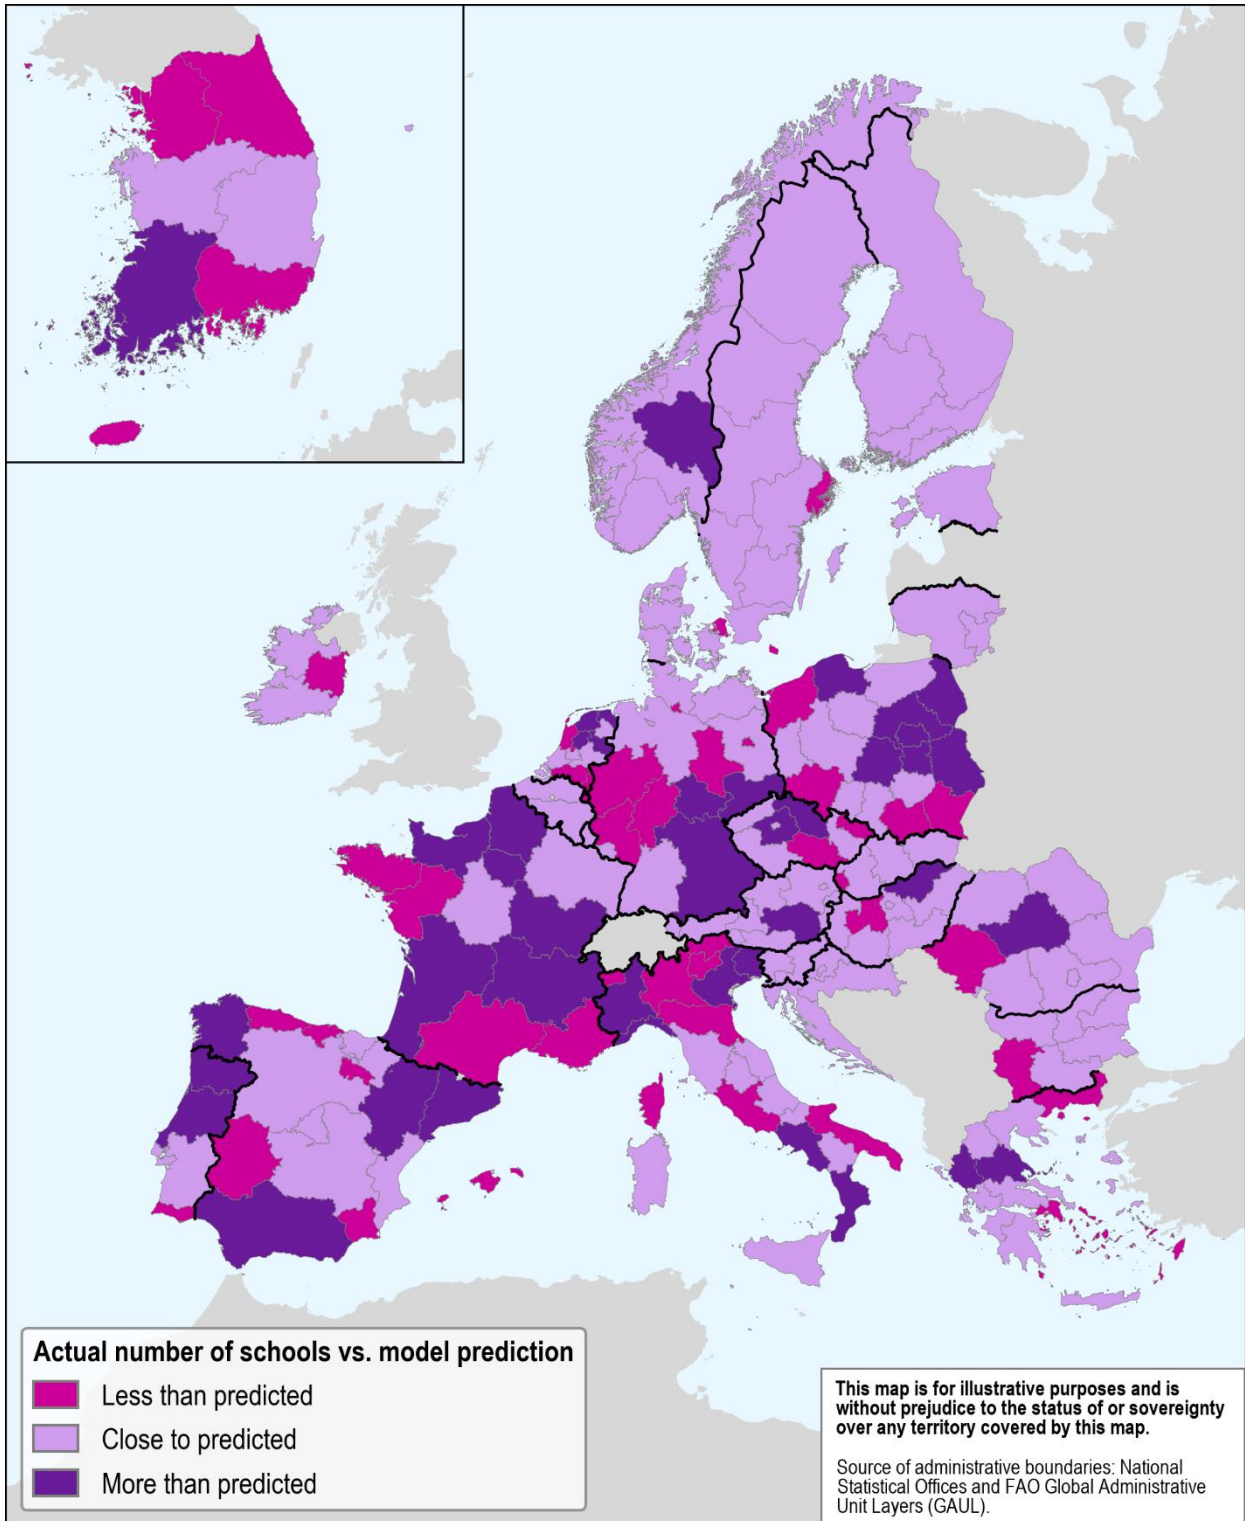 Actual number of schools vs. model prediction
Less than predicted
Close to predicted
More than predicted
This map is for illustrative purposes and is
without prejudice to the status of or sovereignty
over any territory covered by this map.
Source of administrative boundaries: National
Statistical Offices and FAO Global Administrative
Unit Layers (GAUL).